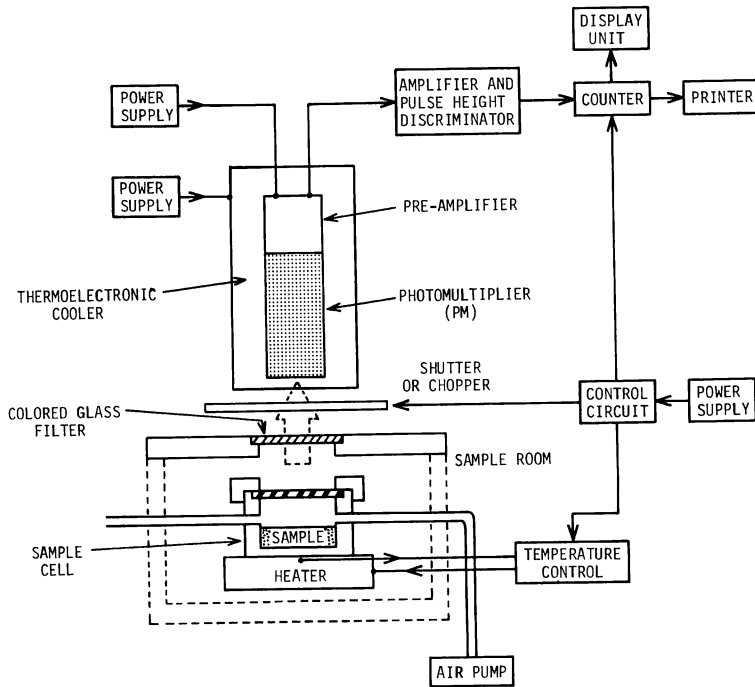 DISPLAY
UNIT
POWER
SUPPLY
AMPLIFIER AND
PULSE HEIGHT
DISCRIMINATOR
COUNTER
PRINTER
POWER
SUPPLY
PRE-AMPLIFIER
THERMOELECTRONIC
COOLER
PHOTOMULTIPLIER
(PM)
SHUTTER
OR CHOPPER
CONTROL
CIRCUIT
POWER
SUPPLY
COLORED GLASS
FILTER
SAMPLE ROOM
SAMPLE
SAMPLE
CELL
HEATER
TEMPERATURE
CONTROL
AIR PUMP